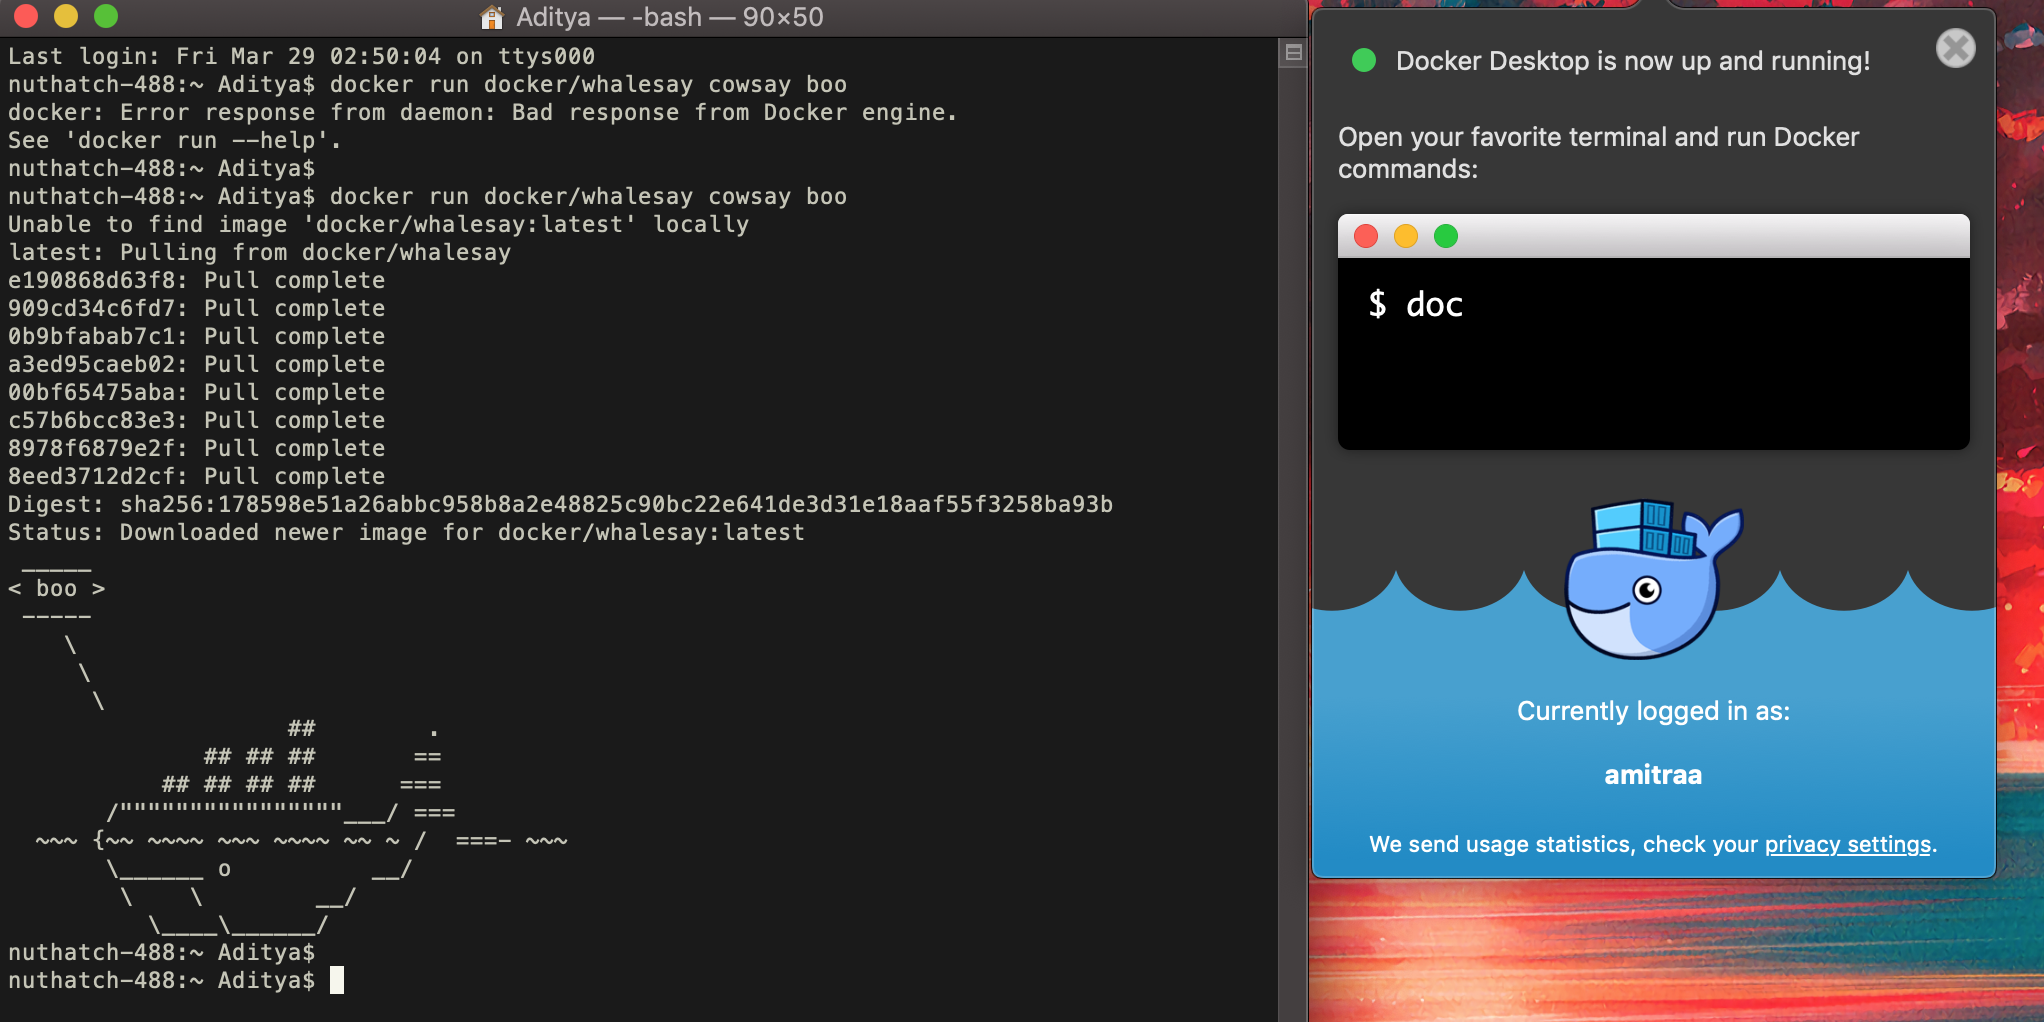 Aditya — -bash — 90×50
Last login: Fri Mar 29 02:50:04 on ttys000
nuthatch-488:~ Aditya$ docker run docker/whalesay cowsay boo
docker: Error response from daemon: Bad response from Docker engine.
See 'docker run --help'.
nuthatch-488:~ Aditya$
nuthatch-488:~ Aditya$ docker run docker/whalesay cowsay boo
Unable to find image 'docker/whalesay:latest' locally
latest: Pulling from docker/whalesay
e190868d63f8: Pull complete
909cd34c6fd7: Pull complete
0b9bfabab7c1: Pull complete
a3ed95caeb02: Pull complete
00bf65475aba: Pull complete
c57b6bcc83e3: Pull complete
8978f6879e2f: Pull complete
8eed3712d2cf: Pull complete
Digest: sha256:178598e51a26abbc958b8a2e48825c90bc22e641de3d31e18aaf55f3258ba93b
Status: Downloaded newer image for docker/whalesay:latest
 _____
< boo >
 -----
    \
     \
      \
                    ##        .
              ## ## ##       ==
           ## ## ## ##      ===
       /""""""""""""""""___/ ===
  ~~~ {~~ ~~~~ ~~~ ~~~~ ~~ ~ /  ===- ~~~
       \______ o          __/
        \    \        __/
          \____\______/
nuthatch-488:~ Aditya$
nuthatch-488:~ Aditya$
Docker Desktop is now up and running!
Open your favorite terminal and run Docker
commands:
$ doc
Currently logged in as:
amitraa
We send usage statistics, check your privacy settings.